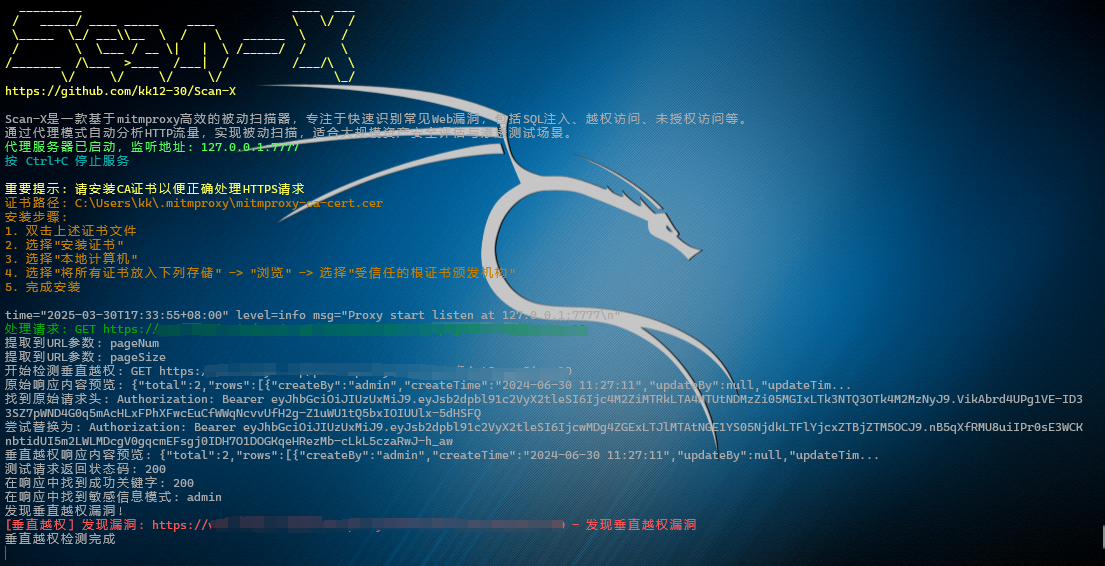 Scan-X
https://github.com/kk12-30/Scan-X
Scan-X是一款基于mitmproxy高效的被动扫描器，专注于快速识别常见Web漏洞，包括SQL注入、越权访问、未授权访问等。
通过代理模式自动分析HTTP流量，实现被动扫描，适合大规模资产安全评估与渗透测试场景。
代理服务器已启动，监听地址: 127.0.0.1:7777
按 Ctrl+C 停止服务
重要提示: 请安装CA证书以便正确处理HTTPS请求
证书路径: C:\Users\kk\.mitmproxy\mitmproxy-ca-cert.cer
安装步骤:
1. 双击上述证书文件
2. 选择"安装证书"
3. 选择"本地计算机"
4. 选择"将所有证书放入下列存储" -> "浏览" -> 选择"受信任的根证书颁发机构"
5. 完成安装
time="2025-03-30T17:33:55+08:00" level=info msg="Proxy start listen at 127.0.0.1:7777\n"
处理请求: GET https://
提取到URL参数: pageNum
提取到URL参数: pageSize
开始检测垂直越权: GET https:
原始响应内容预览: {"total":2,"rows":[{"createBy":"admin","createTime":"2024-06-30 11:27:11","updateBy":null,"updateTim...
找到原始请求头: Authorization: Bearer
尝试替换为: Authorization: Bearer
垂直越权响应内容预览: {"total":2,"rows":[{"createBy":"admin","createTime":"2024-06-30 11:27:11","updateBy":null,"updateTim...
测试请求返回状态码: 200
在响应中找到成功关键字: 200
在响应中找到敏感信息模式: admin
发现垂直越权漏洞!
[垂直越权] 发现漏洞: https:// - 发现垂直越权漏洞
垂直越权检测完成